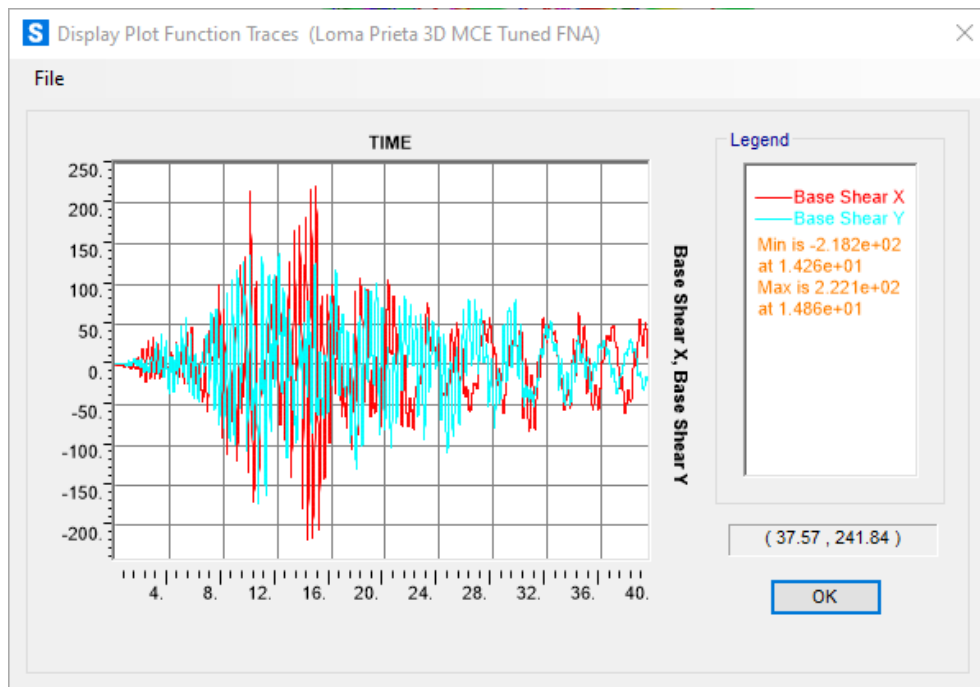 S Display Plot Function Traces (Loma Prieta 3D MCE Tuned FNA)
File
TIME
250.
200.
150.
100.
50.
0.
-50.
-100.
-150.
-200.
4. 8. 12. 16. 20. 24. 28. 32. 36. 40.
Base Shear X, Base Shear Y
Legend
Base Shear X
Base Shear Y
Min is -2.182e+02
at 1.426e+01
Max is 2.221e+02
at 1.486e+01
( 37.57 , 241.84 )
OK